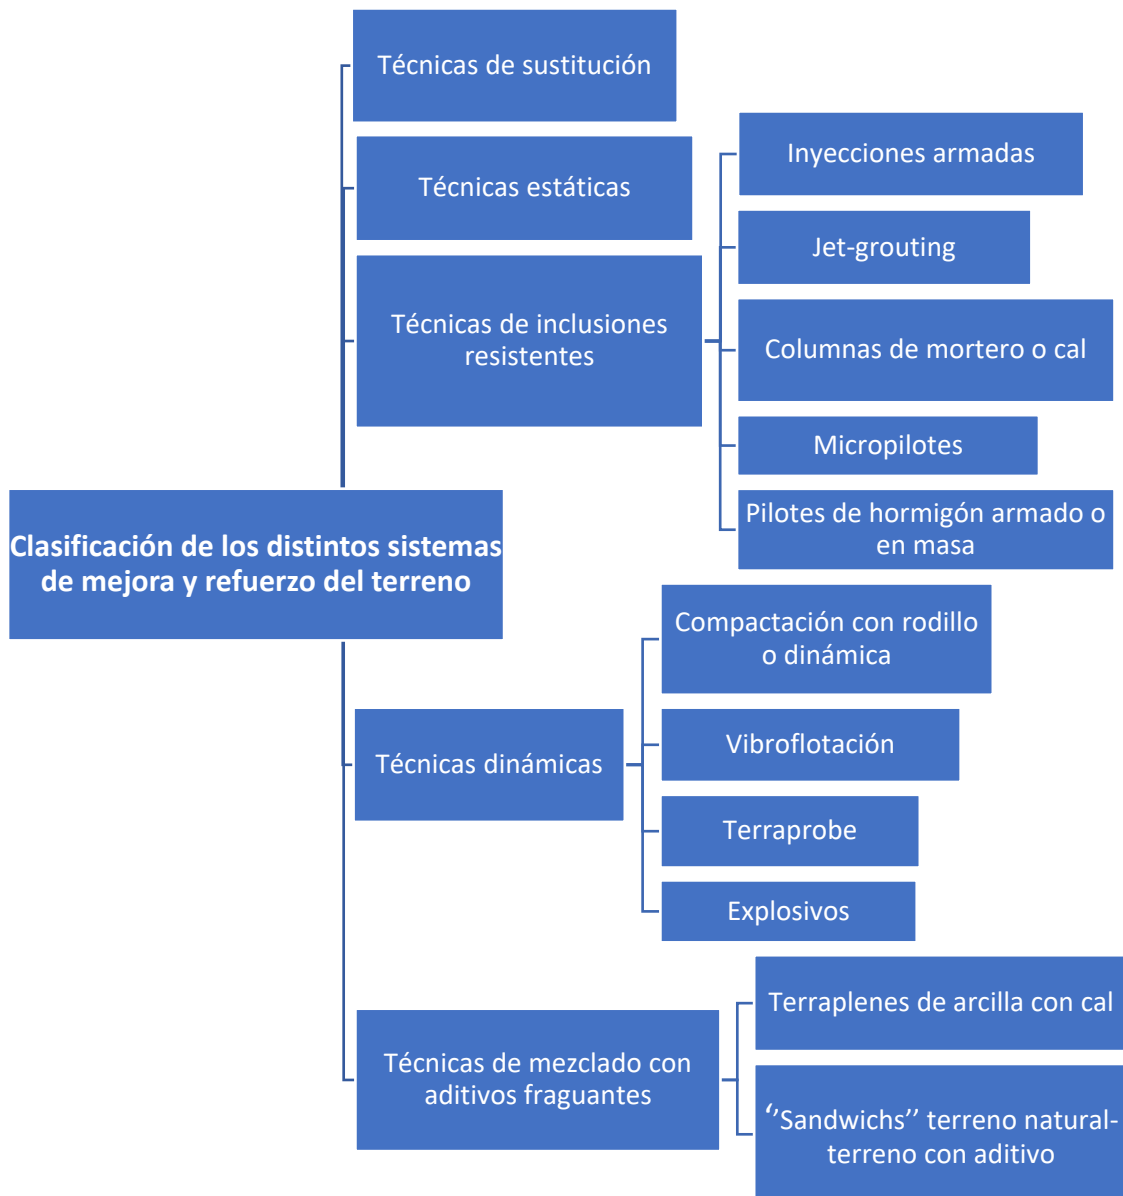 Técnicas de sustitución
Técnicas estáticas
Técnicas de inclusiones
resistentes
Inyecciones armadas
Jet-grouting
Columnas de mortero o cal
Micropilotes
Pilotes de hormigón armado o
en masa
Clasificación de los distintos sistemas
de mejora y refuerzo del terreno
Técnicas dinámicas
Compactación con rodillo
o dinámica
Vibroflotación
Terraprobe
Explosivos
Técnicas de mezclado con
aditivos fraguantes
Terraplenes de arcilla con cal
‘’Sandwichs’’ terreno natural-
terreno con aditivo